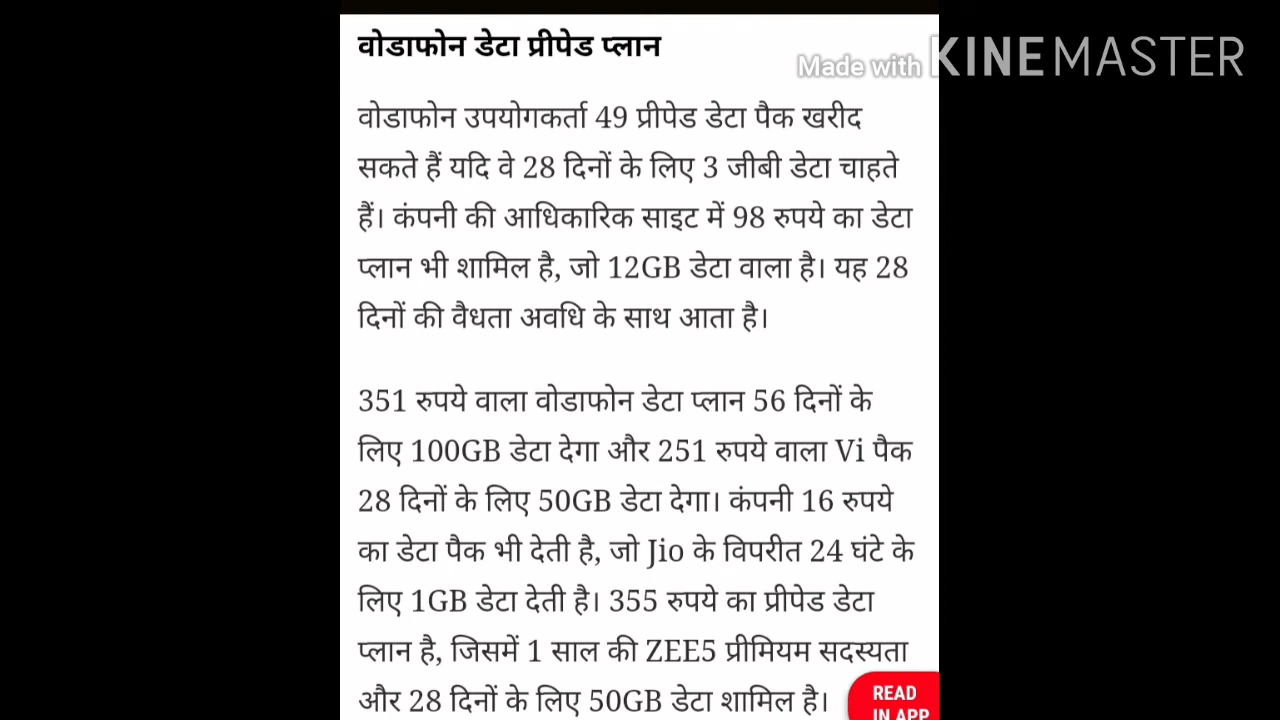 वोडाफोन डेटा प्रीपेड प्लान
Made with KINEMASTER
वोडाफोन उपयोगकर्ता 49 प्रीपेड डेटा पैक खरीद
सकते हैं यदि वे 28 दिनों के लिए 3 जीबी डेटा चाहते
हैं। कंपनी की आधिकारिक साइट में 98 रुपये का डेटा
प्लान भी शामिल है, जो 12GB डेटा वाला है। यह 28
दिनों की वैधता अवधि के साथ आता है।
351 रुपये वाला वोडाफोन डेटा प्लान 56 दिनों के
लिए 100GB डेटा देगा और 251 रुपये वाला Vi पैक
28 दिनों के लिए 50GB डेटा देगा। कंपनी 16 रुपये
का डेटा पैक भी देती है, जो Jio के विपरीत 24 घंटे के
लिए 1GB डेटा देती है। 355 रुपये का प्रीपेड डेटा
प्लान है, जिसमें 1 साल की ZEE5 प्रीमियम सदस्यता
और 28 दिनों के लिए 50GB डेटा शामिल है।
READ
IN APP